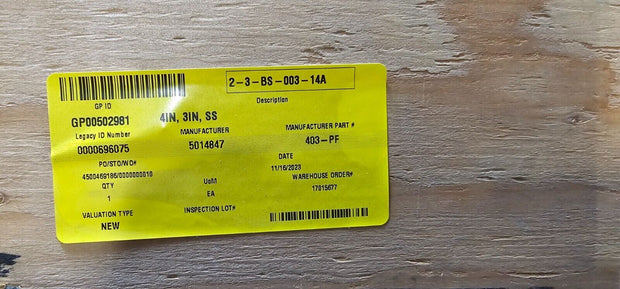 2-3-BS-003-14A
GP ID
Description
GP00502981 4IN, 3IN, SS
Legacy ID Number MANUFACTURER MANUFACTURER PART #
0000696075 5014847 403-PF
PO/STO/WO# DATE
4500469186/0000000010 11/16/2023
QTY UoM WAREHOUSE ORDER#
1 EA 17015677
VALUATION TYPE INSPECTION LOT#
NEW